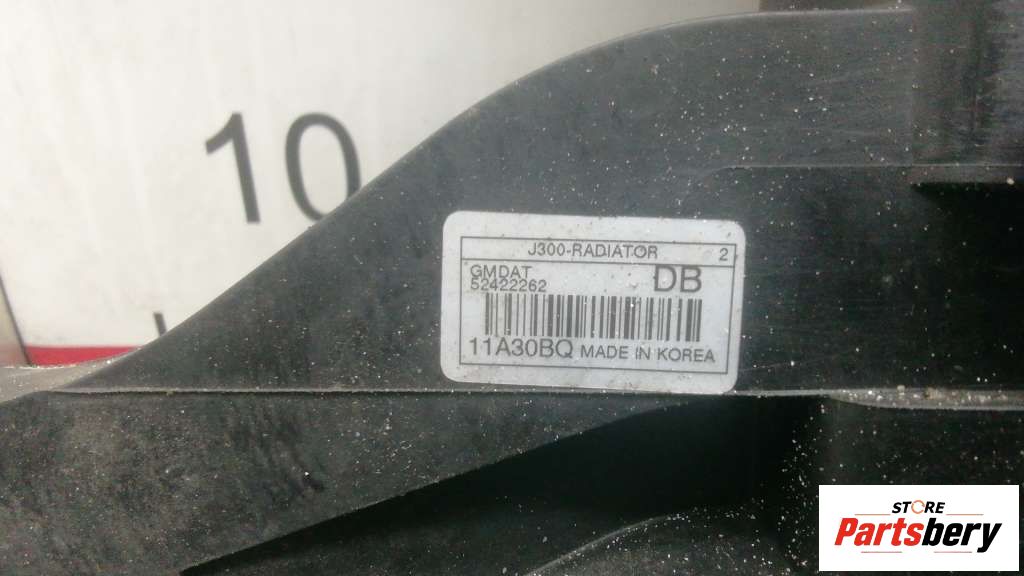 10
J300-RADIATOR 2
GMDAT DB
52422262
11A30BQ MADE IN KOREA
STORE
Partsbery